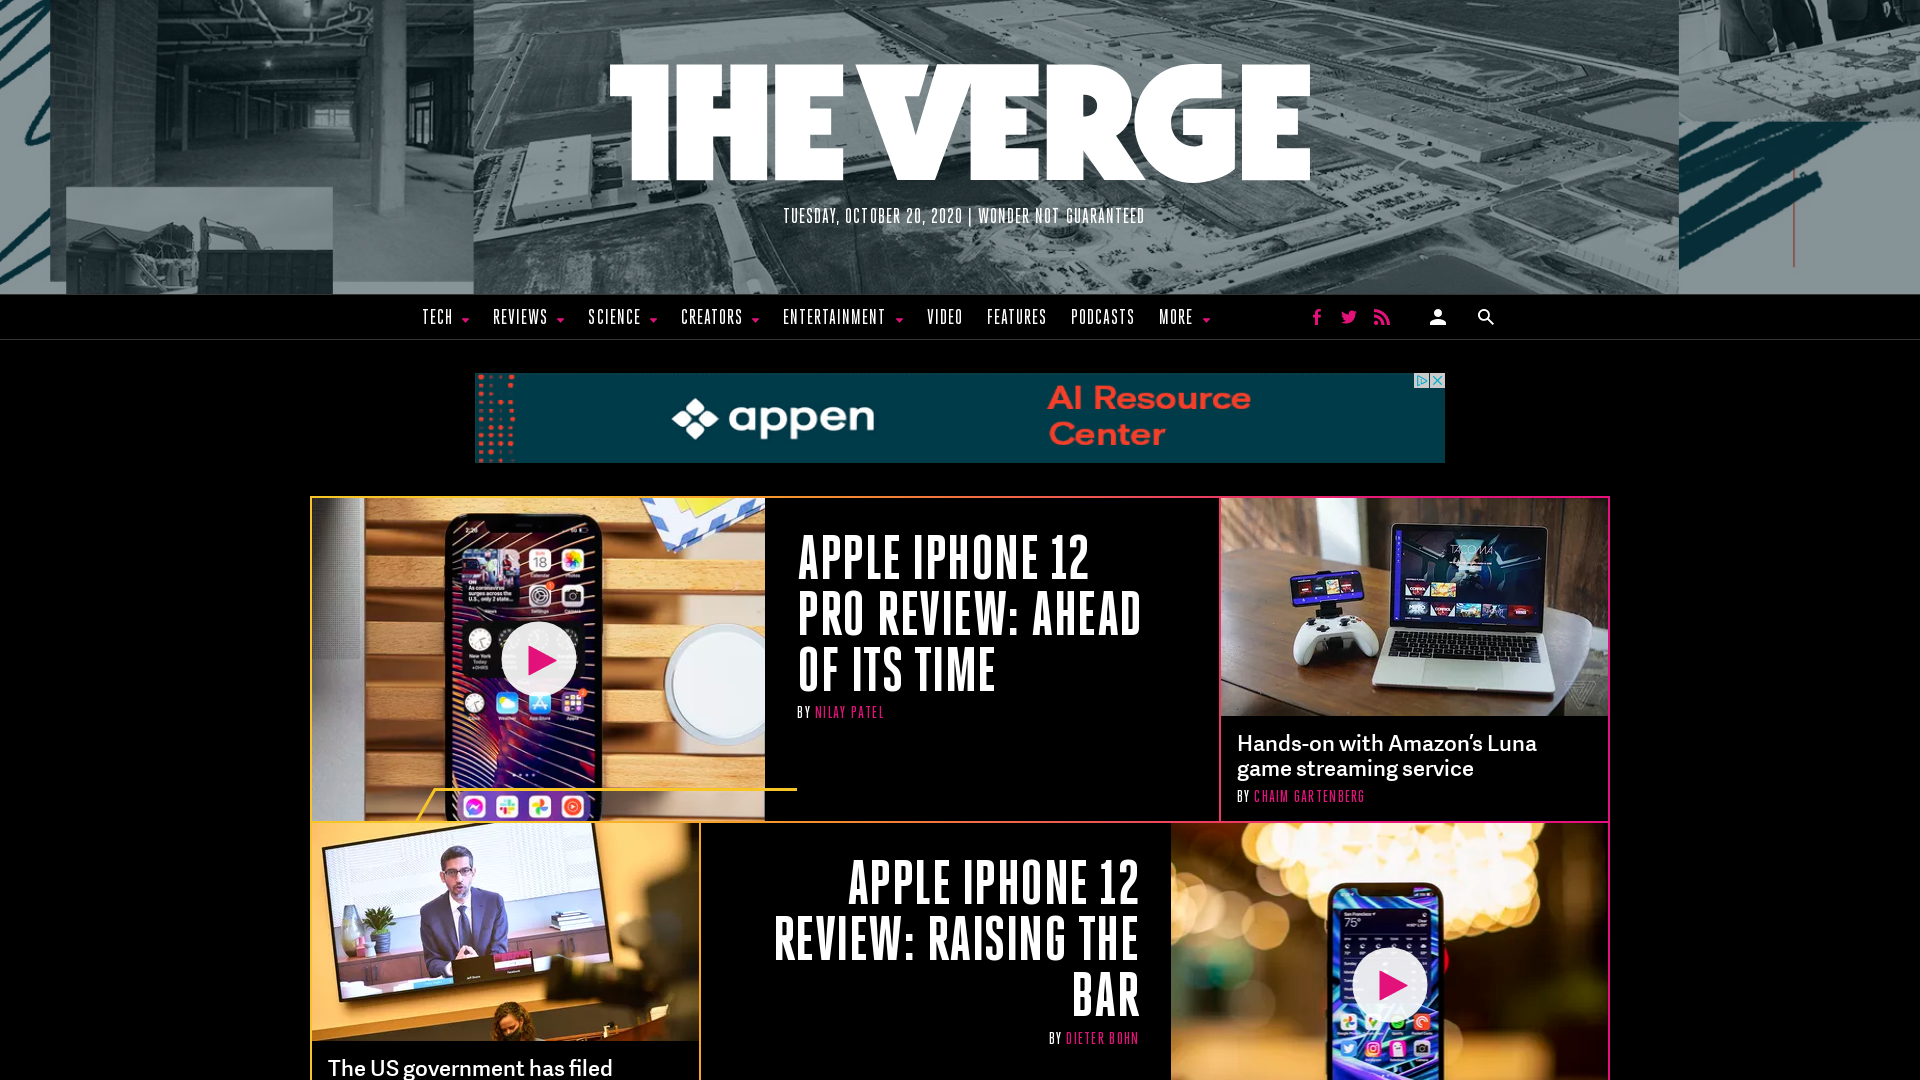 THE VERGE
TUESDAY, OCTOBER 20, 2020 | WONDER NOT GUARANTEED
TECH REVIEWS SCIENCE CREATORS ENTERTAINMENT VIDEO FEATURES PODCASTS MORE
appen
AI Resource
Center
APPLE IPHONE 12
PRO REVIEW: AHEAD
OF ITS TIME
BY NILAY PATEL
TACOMA
Hands-on with Amazon’s Luna
game streaming service
BY CHAIM GARTENBERG
APPLE IPHONE 12
REVIEW: RAISING THE
BAR
BY DIETER BOHN
75°
The US government has filed